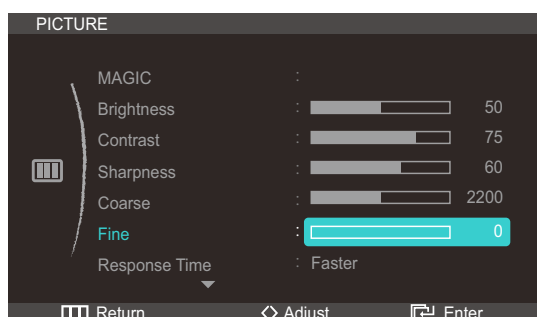 PICTURE
MAGIC :
Brightness : 50
Contrast : 75
Sharpness : 60
Coarse : 2200
Fine : 0
Response Time : Faster
Return Adjust Enter